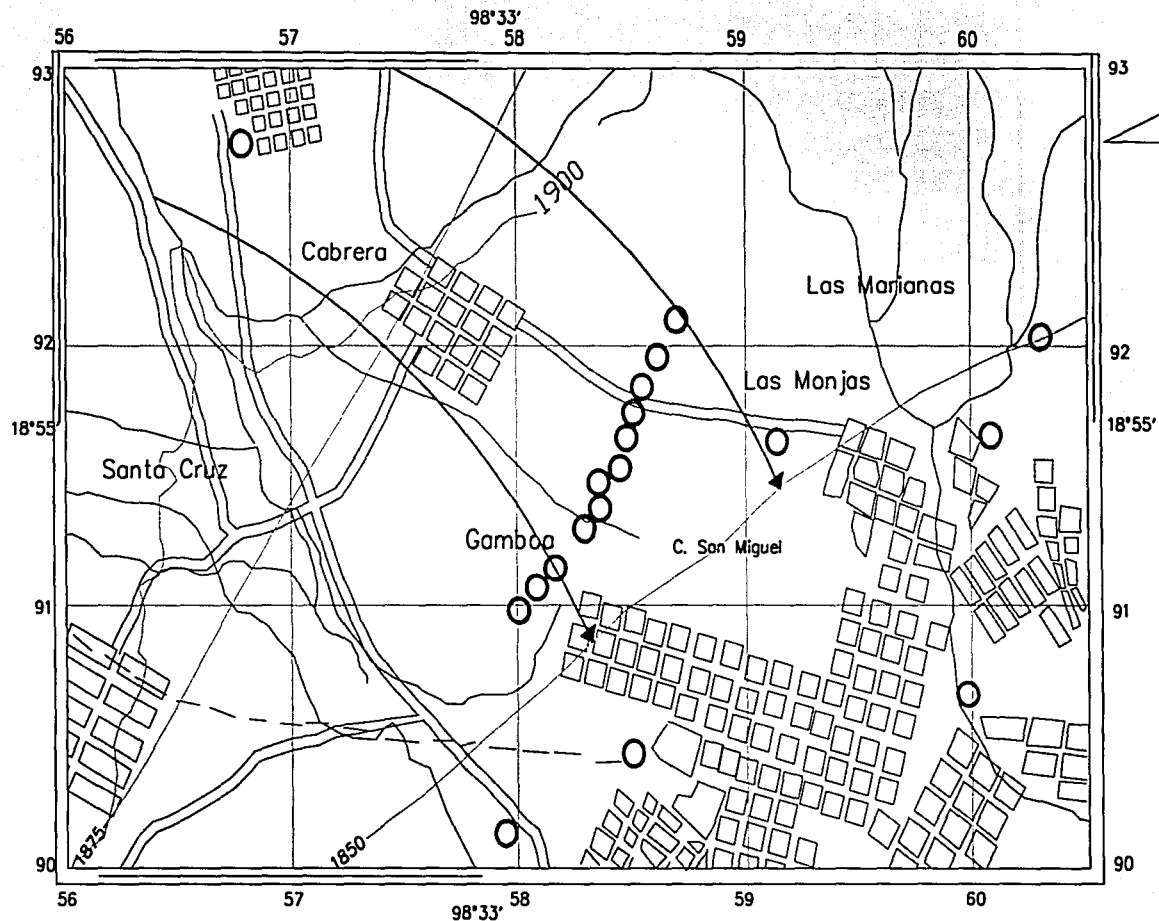 98°33'
56 57 58 59 60
93 93
1900
Cabrera
Las Marianas
92 92
Las Monjas
18°55' 18°55'
Santa Cruz
Gamboa
C. San Miguel
91 91
1875
1850
90 90
56 57 58 59 60
98°33'